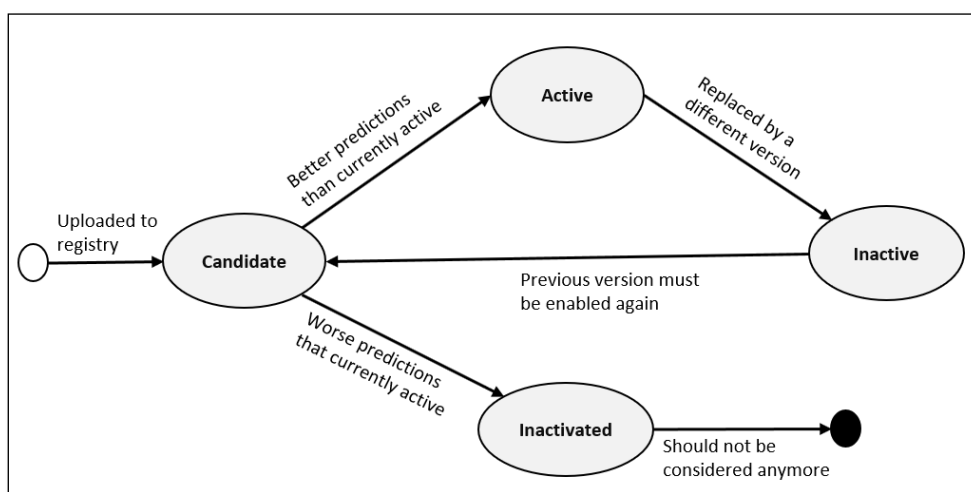 Active
Replaced by a
different version
Better predictions
than currently active
Uploaded to
registry
Candidate
Inactive
Previous version must
be enabled again
Worse predictions
that currently active
Inactivated
Should not be
considered anymore